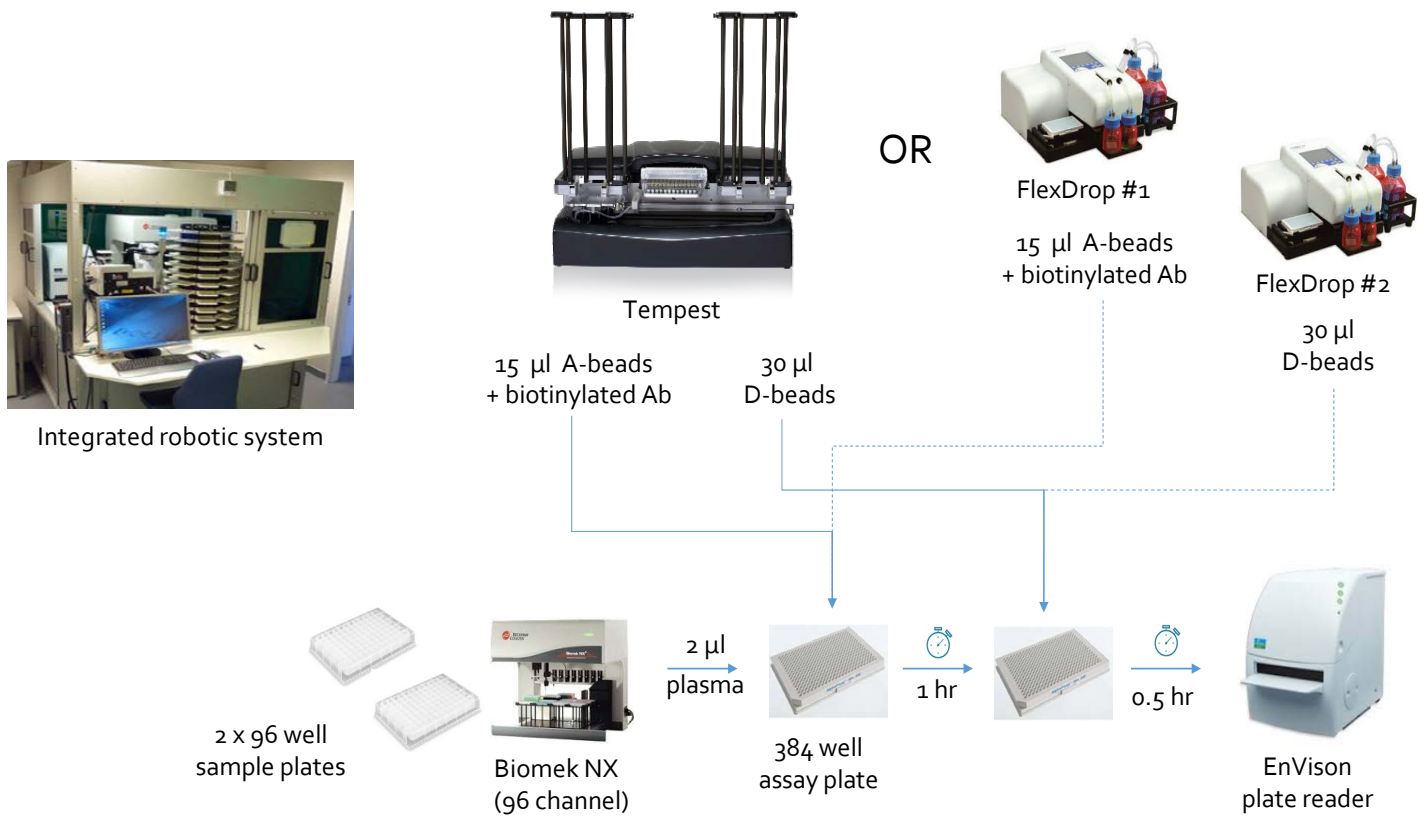 OR
FlexDrop #1
15 µl A-beads
+ biotinylated Ab
FlexDrop #2
30 µl
D-beads
Tempest
15 µl A-beads
+ biotinylated Ab
30 µl
D-beads
Integrated robotic system
2 x 96 well
sample plates
Biomek NX
(96 channel)
2 µl
plasma
384 well
assay plate
1 hr
0.5 hr
EnVison
plate reader